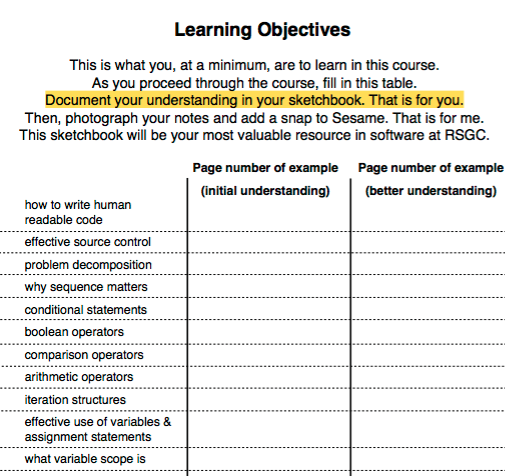 Learning Objectives
This is what you, at a minimum, are to learn in this course.
As you proceed through the course, fill in this table.
Document your understanding in your sketchbook. That is for you.
Then, photograph your notes and add a snap to Sesame. That is for me.
This sketchbook will be your most valuable resource in software at RSGC.
Page number of example Page number of example
(initial understanding) (better understanding)
how to write human
readable code
effective source control
problem decomposition
why sequence matters
conditional statements
boolean operators
comparison operators
arithmetic operators
iteration structures
effective use of variables &
assignment statements
what variable scope is